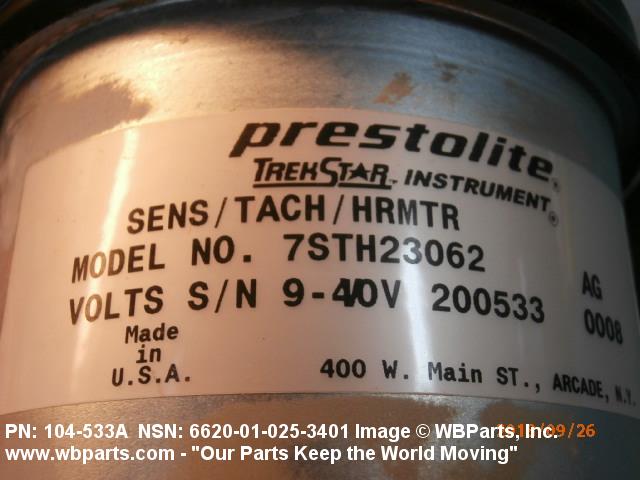 prestolite®
TREKSTAR™ INSTRUMENT®
SENS/TACH/HRMTR
MODEL NO. 7STH23062
AG
VOLTS S/N 9-40V 200533
0008
Made
in
U.S.A.
400 W. Main ST., ARCADE, N.Y.
PN: 104-533A NSN: 6620-01-025-3401 Image © WBParts, Inc.
www.wbparts.com - "Our Parts Keep the World Moving"